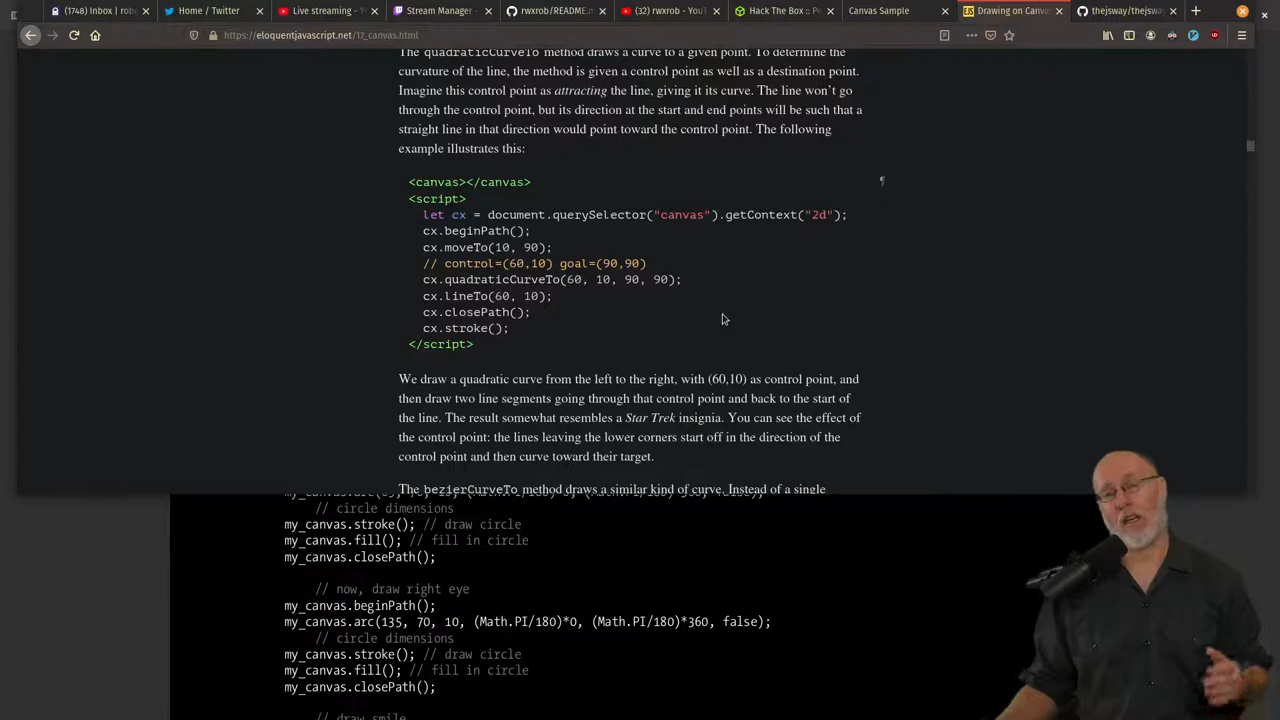 (1748) Inbox | robe
Home / Twitter
Live streaming - Y
Stream Manager -
rwxrob/README.m
(32) rwxrob - YouT
Hack The Box :: Pe
Canvas Sample
Drawing on Canvas
thejsway/thejsway
https://eloquentjavascript.net/17_canvas.html
The quadraticCurveTo method draws a curve to a given point. To determine the
curvature of the line, the method is given a control point as well as a destination point.
Imagine this control point as attracting the line, giving it its curve. The line won’t go
through the control point, but its direction at the start and end points will be such that a
straight line in that direction would point toward the control point. The following
example illustrates this:
<canvas></canvas>
¶
<script>
let cx = document.querySelector("canvas").getContext("2d");
cx.beginPath();
cx.moveTo(10, 90);
// control=(60,10) goal=(90,90)
cx.quadraticCurveTo(60, 10, 90, 90);
cx.lineTo(60, 10);
cx.closePath();
cx.stroke();
</script>
We draw a quadratic curve from the left to the right, with (60,10) as control point, and
then draw two line segments going through that control point and back to the start of
the line. The result somewhat resembles a Star Trek insignia. You can see the effect of
the control point: the lines leaving the lower corners start off in the direction of the
control point and then curve toward their target.
The bezierCurveTo method draws a similar kind of curve. Instead of a single
// circle dimensions
my_canvas.stroke(); // draw circle
my_canvas.fill(); // fill in circle
my_canvas.closePath();
// now, draw right eye
my_canvas.beginPath();
my_canvas.arc(135, 70, 10, (Math.PI/180)*0, (Math.PI/180)*360, false);
// circle dimensions
my_canvas.stroke(); // draw circle
my_canvas.fill(); // fill in circle
my_canvas.closePath();
// draw smile